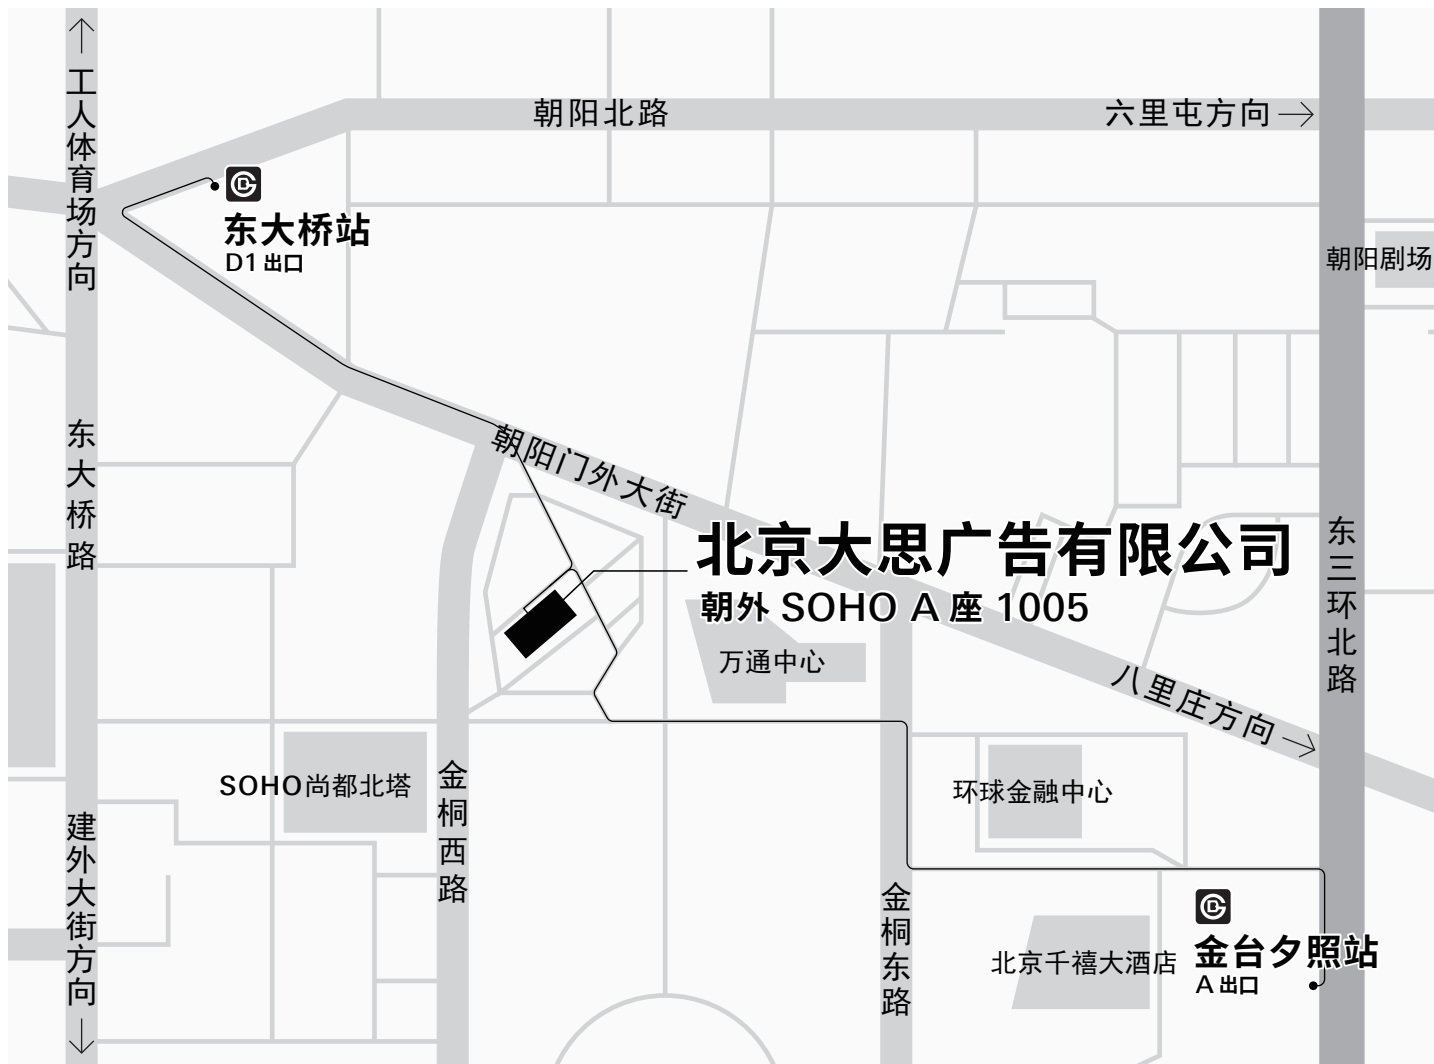 工人体育场方向
朝阳北路
六里屯方向
东大桥站
D1 出口
朝阳剧场
东大桥路
朝阳门外大街
北京大思广告有限公司
朝外 SOHO A 座 1005
东三环北路
万通中心
八里庄方向
SOHO尚都北塔
金桐西路
环球金融中心
建外大街方向
金桐东路
北京千禧大酒店
金台夕照站
A 出口